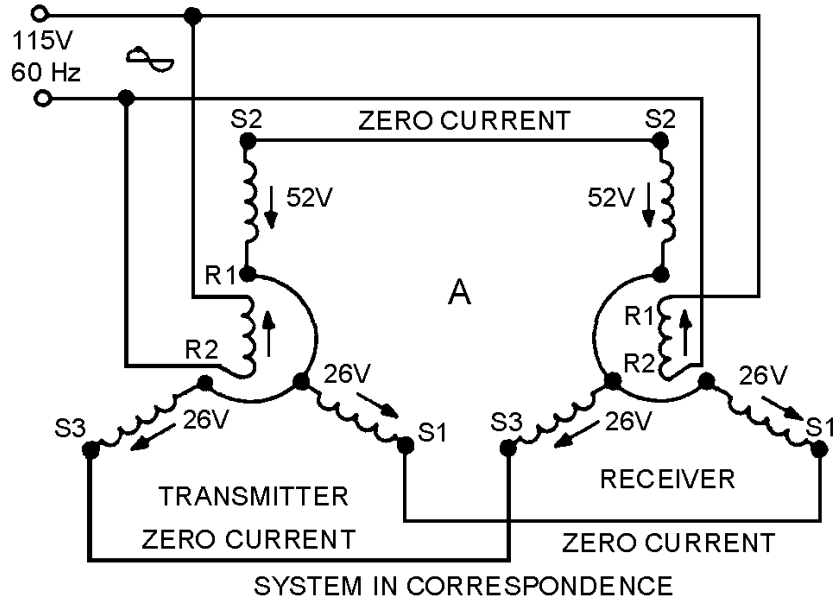 115V
60 Hz
S2
ZERO CURRENT
S2
52V
52V
R1
A
R1
R2
R2
26V
26V
S3
26V
S1
S3
26V
S1
TRANSMITTER
RECEIVER
ZERO CURRENT
ZERO CURRENT
SYSTEM IN CORRESPONDENCE